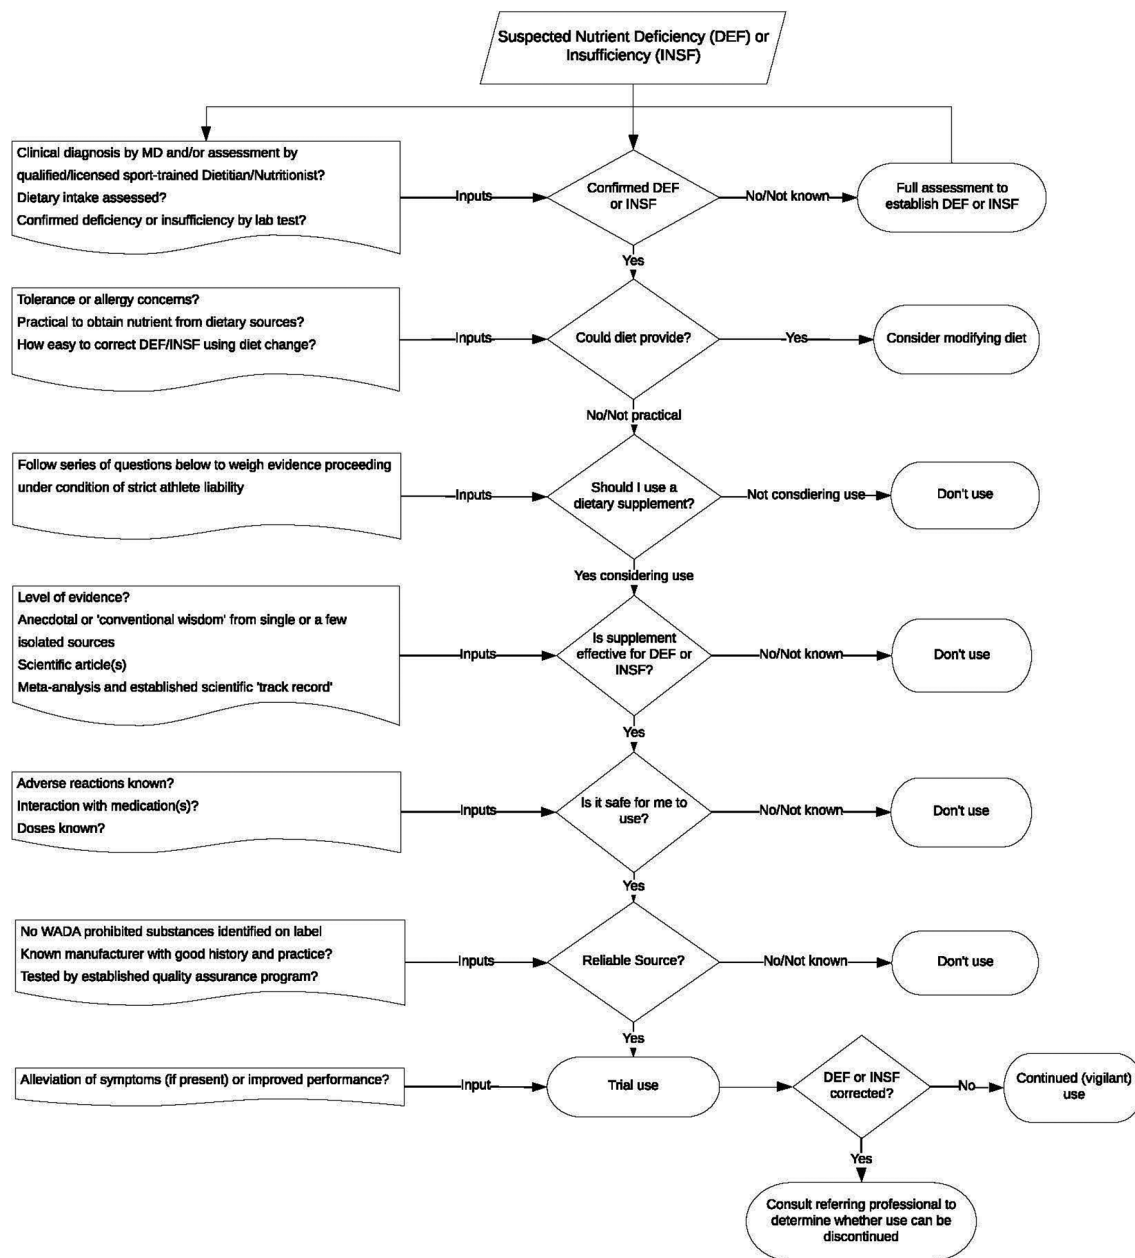 Suspected Nutrient Deficiency (DEF) or
Insufficiency (INSF)
Clinical diagnosis by MD and/or assessment by
qualified/licensed sport-trained Dietitian/Nutritionist?
Dietary intake assessed?
Confirmed deficiency or insufficiency by lab test?
Inputs
Confirmed DEF
or INSF
No/Not known
Full assessment to
establish DEF or INSF
Yes
Tolerance or allergy concerns?
Practical to obtain nutrient from dietary sources?
How easy to correct DEF/INSF using diet change?
Inputs
Could diet provide?
Yes
Consider modifying diet
No/Not practical
Follow series of questions below to weigh evidence proceeding
under condition of strict athlete liability
Inputs
Should I use a
dietary supplement?
Not consdiering use
Don't use
Yes considering use
Level of evidence?
Anecdotal or 'conventional wisdom' from single or a few
isolated sources
Scientific article(s)
Meta-analysis and established scientific 'track record'
Inputs
Is supplement
effective for DEF or
INSF?
No/Not known
Don't use
Yes
Adverse reactions known?
Interaction with medication(s)?
Doses known?
Inputs
Is it safe for me to
use?
No/Not known
Don't use
Yes
No WADA prohibited substances identified on label
Known manufacturer with good history and practice?
Tested by established quality assurance program?
Inputs
Reliable Source?
No/Not known
Don't use
Yes
Alleviation of symptoms (if present) or improved performance?
Input
Trial use
DEF or INSF
corrected?
No
Continued (vigilant)
use
Yes
Consult referring professional to
determine whether use can be
discontinued